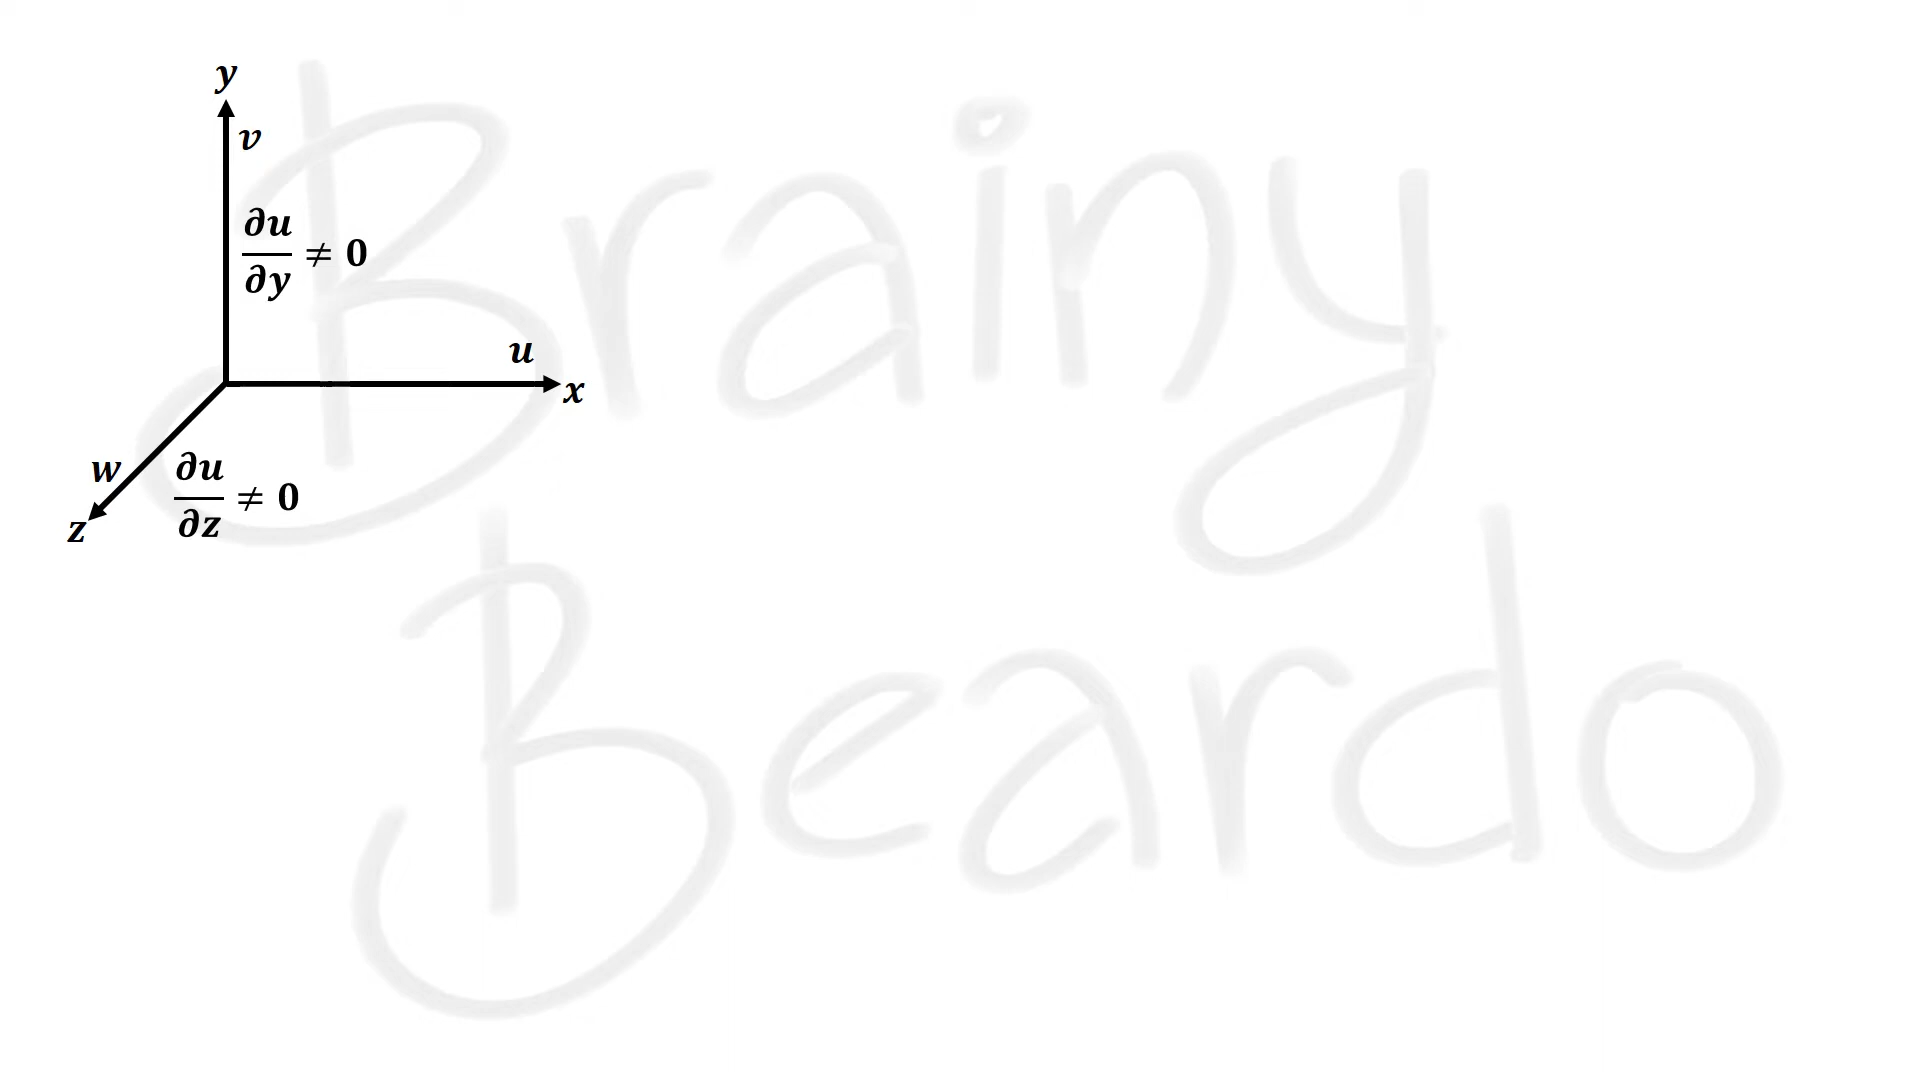 y
v
∂u/∂y ≠ 0
u
x
w
∂u/∂z ≠ 0
z
Brainy
Beardo